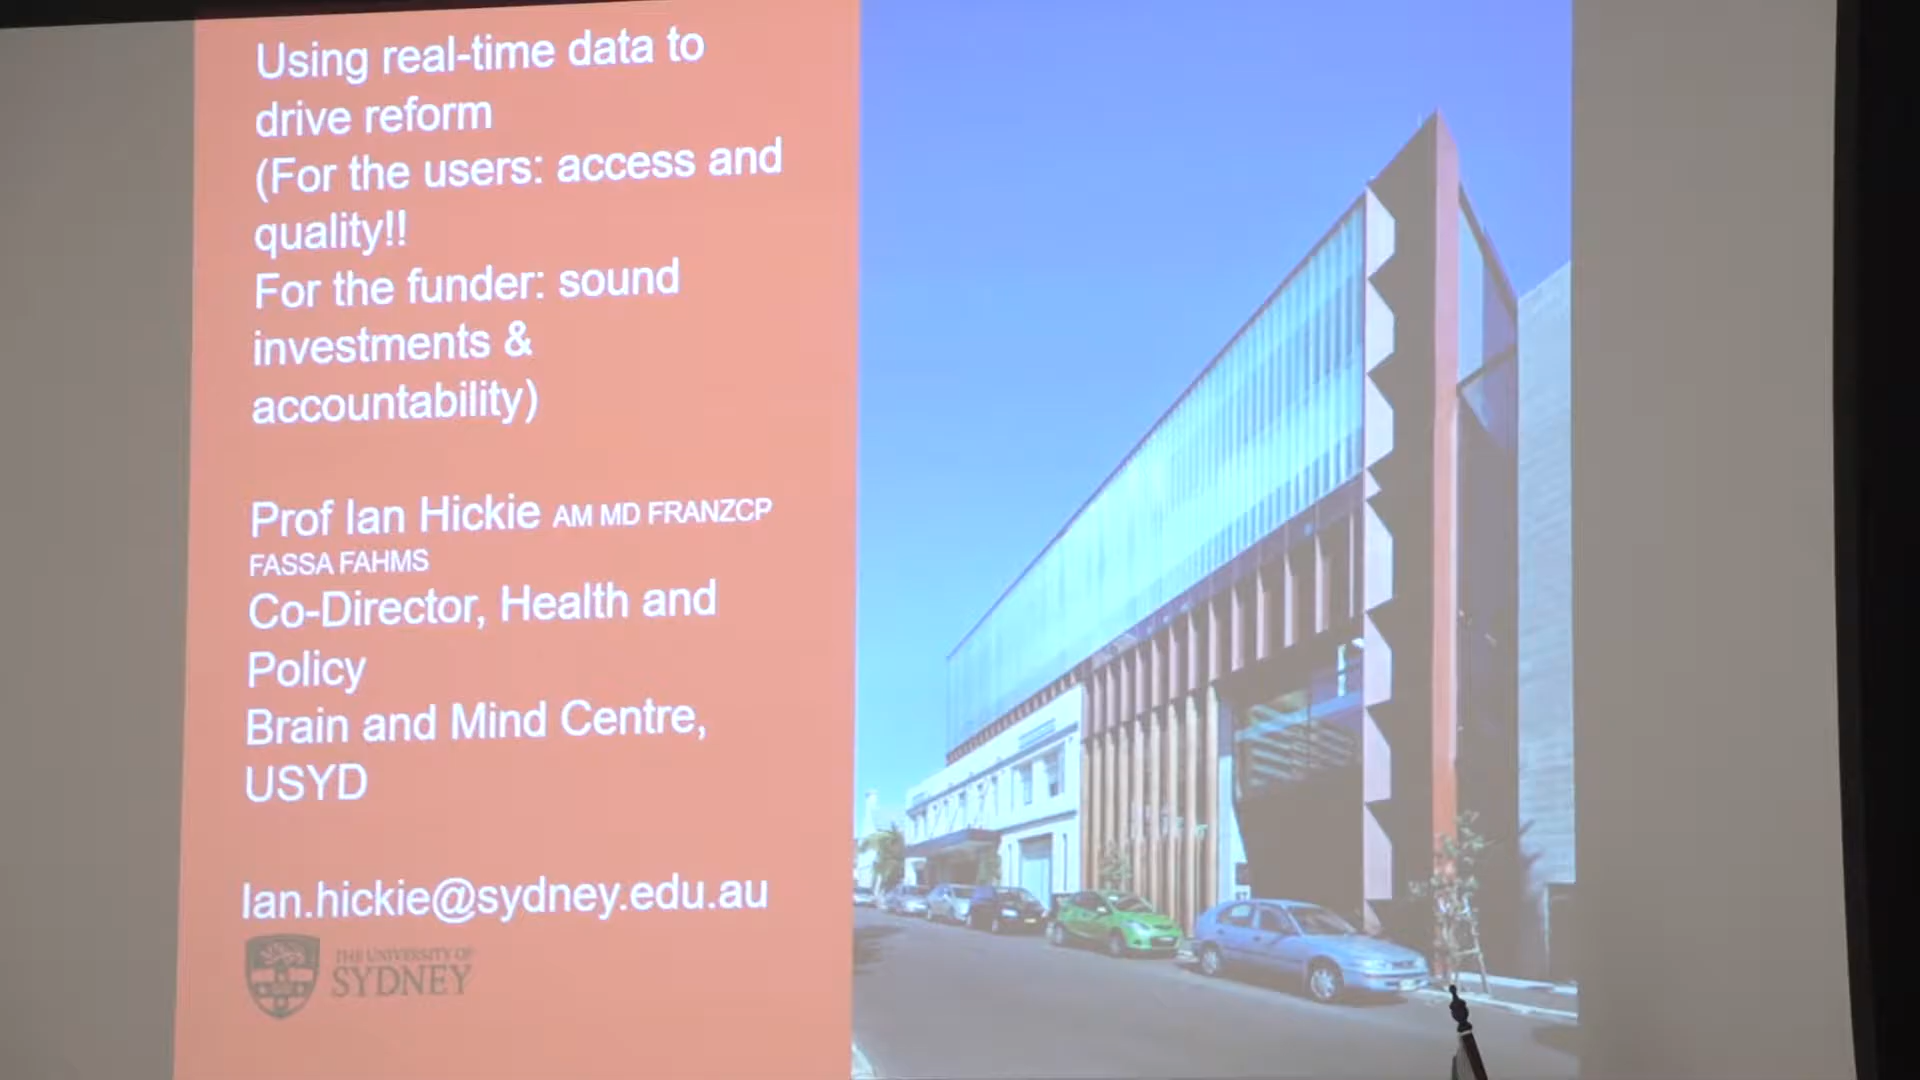 Using real-time data to
drive reform
(For the users: access and
quality!!
For the funder: sound
investments &
accountability)
Prof Ian Hickie AM MD FRANZCP
FASSA FAHMS
Co-Director, Health and
Policy
Brain and Mind Centre,
USYD
Ian.hickie@sydney.edu.au
THE UNIVERSITY OF
SYDNEY